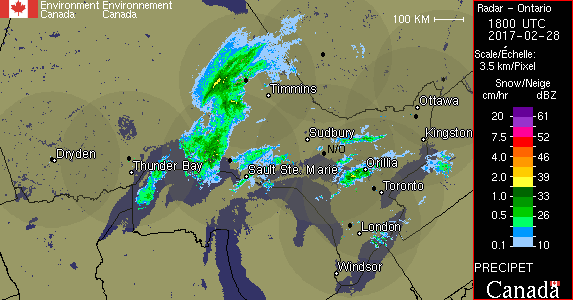 Environment Environnement
Canada Canada
100 KM
Timmins
Ottawa
Sudbury
Kingston
N/O
Dryden
Thunder Bay
Sault Ste. Marie
Orillia
Toronto
London
Windsor
Radar - Ontario
1800 UTC
2017-02-28
Scale/Échelle:
3.5 km/Pixel
Snow/Neige
cm/hr dBZ
20 61
7.5 52
4.0 46
2.0 39
1.0 33
0.5 26
0.1 10
PRECIPET
Canada